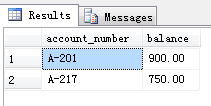 Results Messages
account_number balance
1 A-201 900.00
2 A-217 750.00